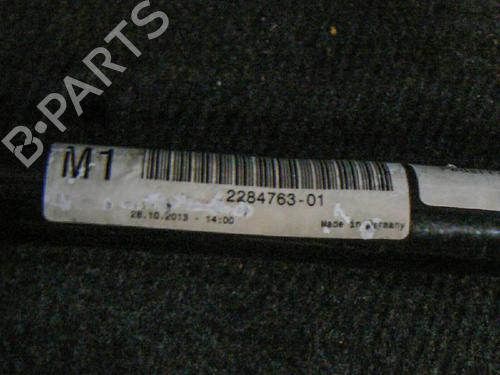 B-PARTS
M1
2284763-01
28.10.2013 - 14:00
Made in Germany